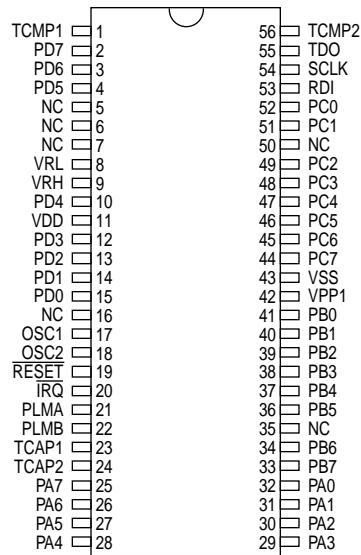 TCMP1 1 56 TCMP2
PD7 2 55 TDO
PD6 3 54 SCLK
PD5 4 53 RDI
NC 5 52 PC0
NC 6 51 PC1
NC 7 50 NC
VRL 8 49 PC2
VRH 9 48 PC3
PD4 10 47 PC4
VDD 11 46 PC5
PD3 12 45 PC6
PD2 13 44 PC7
PD1 14 43 VSS
PD0 15 42 VPP1
NC 16 41 PB0
OSC1 17 40 PB1
OSC2 18 39 PB2
RESET 19 38 PB3
IRQ 20 37 PB4
PLMA 21 36 PB5
PLMB 22 35 NC
TCAP1 23 34 PB6
TCAP2 24 33 PB7
PA7 25 32 PA0
PA6 26 31 PA1
PA5 27 30 PA2
PA4 28 29 PA3